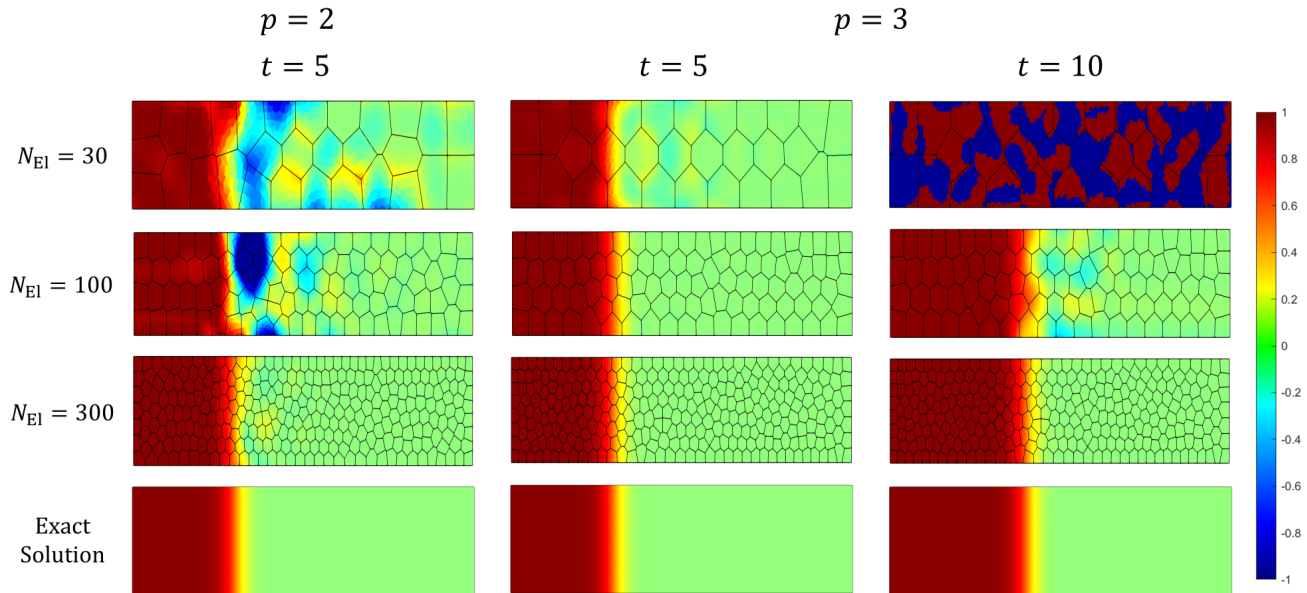 p = 2
p = 3
t = 5
t = 5
t = 10
N_El = 30
N_El = 100
N_El = 300
Exact
Solution
1
0.8
0.6
0.4
0.2
0
-0.2
-0.4
-0.6
-0.8
-1